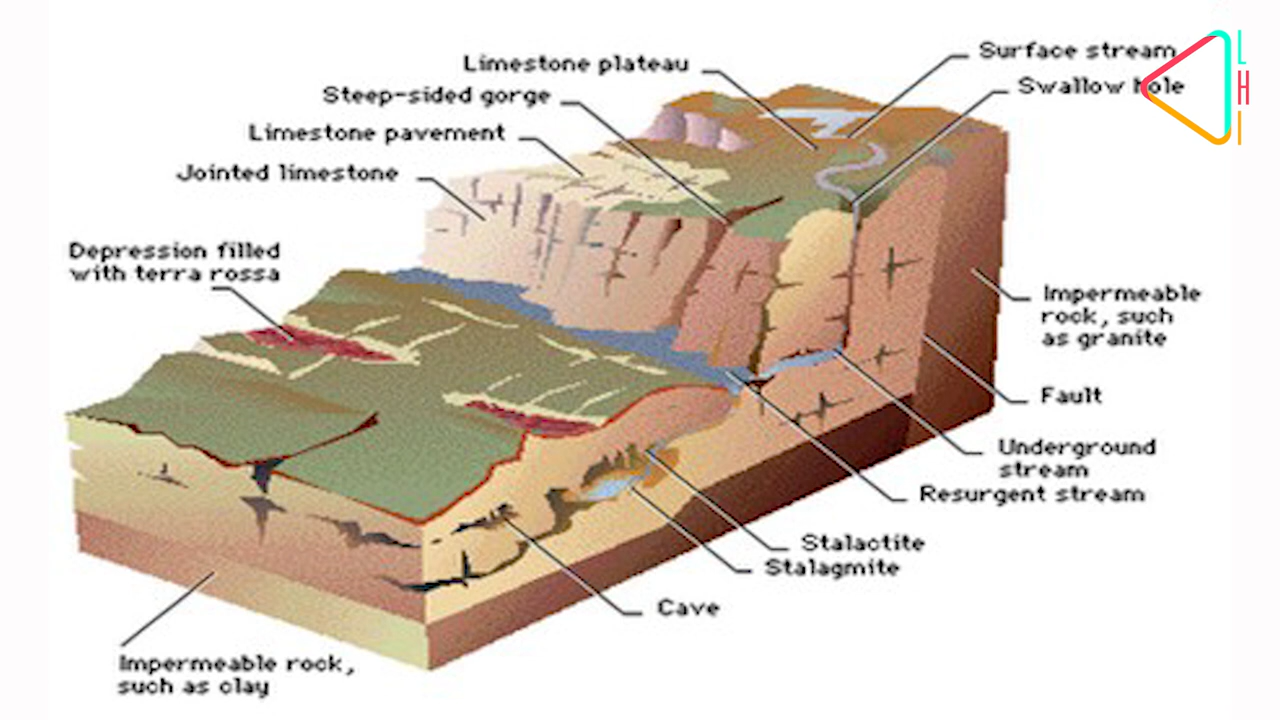 Limestone plateau
Steep-sided gorge
Limestone pavement
Jointed limestone
Depression filled
with terra rossa
Surface stream
Swallow hole
Impermeable
rock, such
as granite
Fault
Underground
stream
Resurgent stream
Stalactite
Stalagmite
Cave
Impermeable rock,
such as clay
L
H
I